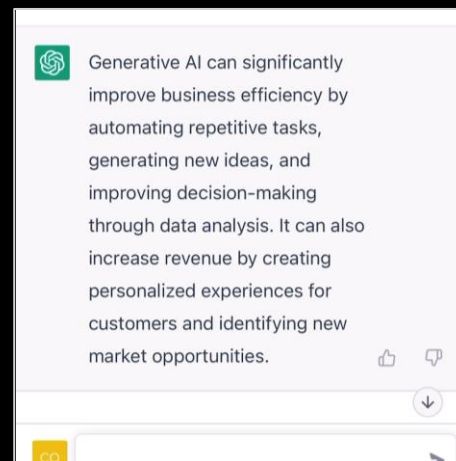 Generative AI can significantly
improve business efficiency by
automating repetitive tasks,
generating new ideas, and
improving decision-making
through data analysis. It can also
increase revenue by creating
personalized experiences for
customers and identifying new
market opportunities.
CO